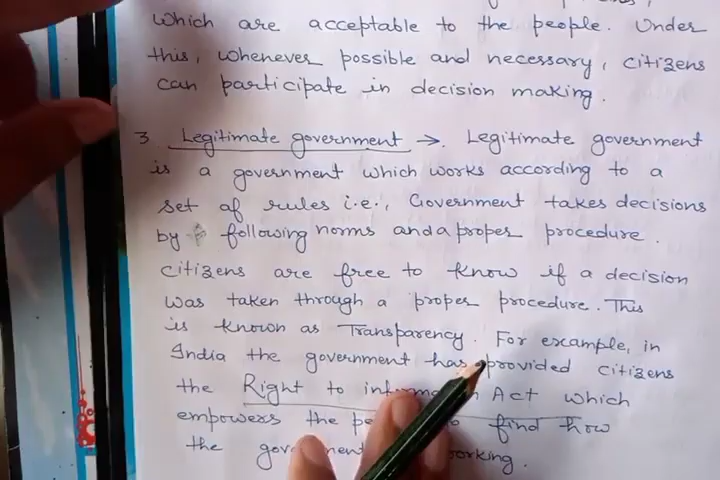 which are acceptable to the people. Under
this, whenever possible and necessary, citizens
can participate in decision making.
3 Legitimate government →. Legitimate government
is a government which works according to a
set of rules i.e., Government takes decisions
by following norms and a proper procedure.
citizens are free to know if a decision
was taken through a proper procedure. This
is known as Transparency. For example, in
India the government has provided citizens
the Right to Act which
empowers the find how
the working.